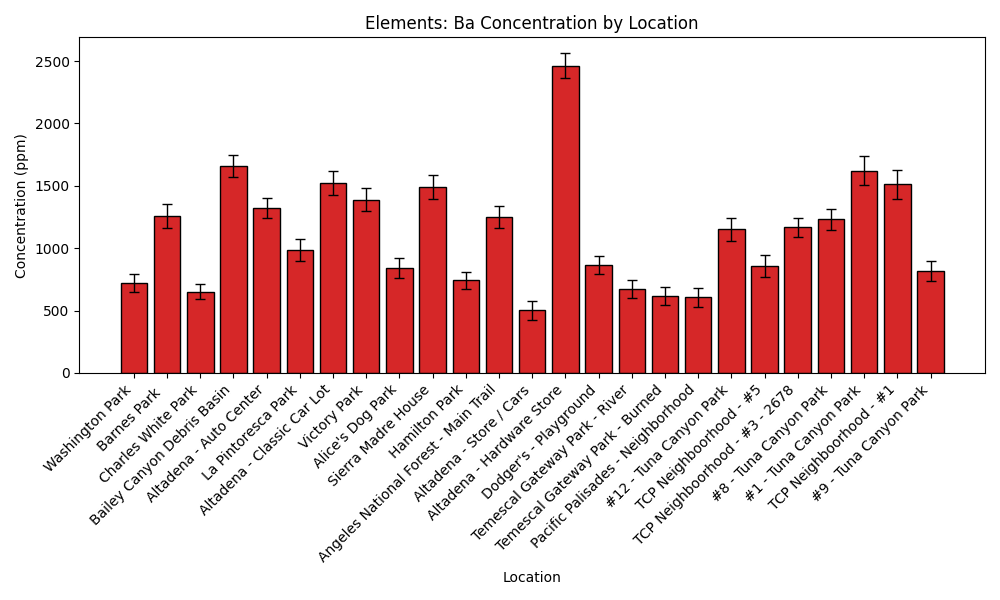 Elements: Ba Concentration by Location
Concentration (ppm)
2500
2000
1500
1000
500
0
Washington Park
Barnes Park
Charles White Park
Bailey Canyon Debris Basin
Altadena - Auto Center
La Pintoresca Park
Altadena - Classic Car Lot
Victory Park
Alice's Dog Park
Sierra Madre House
Hamilton Park
Angeles National Forest - Main Trail
Altadena - Store / Cars
Altadena - Hardware Store
Dodger's - Playground
Temescal Gateway Park - River
Temescal Gateway Park - Burned
Pacific Palisades - Neighborhood
#12 - Tuna Canyon Park
TCP Neighboorhood - #5
TCP Neighboorhood - #3 - 2678
#8 - Tuna Canyon Park
#1 - Tuna Canyon Park
TCP Neighboorhood - #1
#9 - Tuna Canyon Park
Location